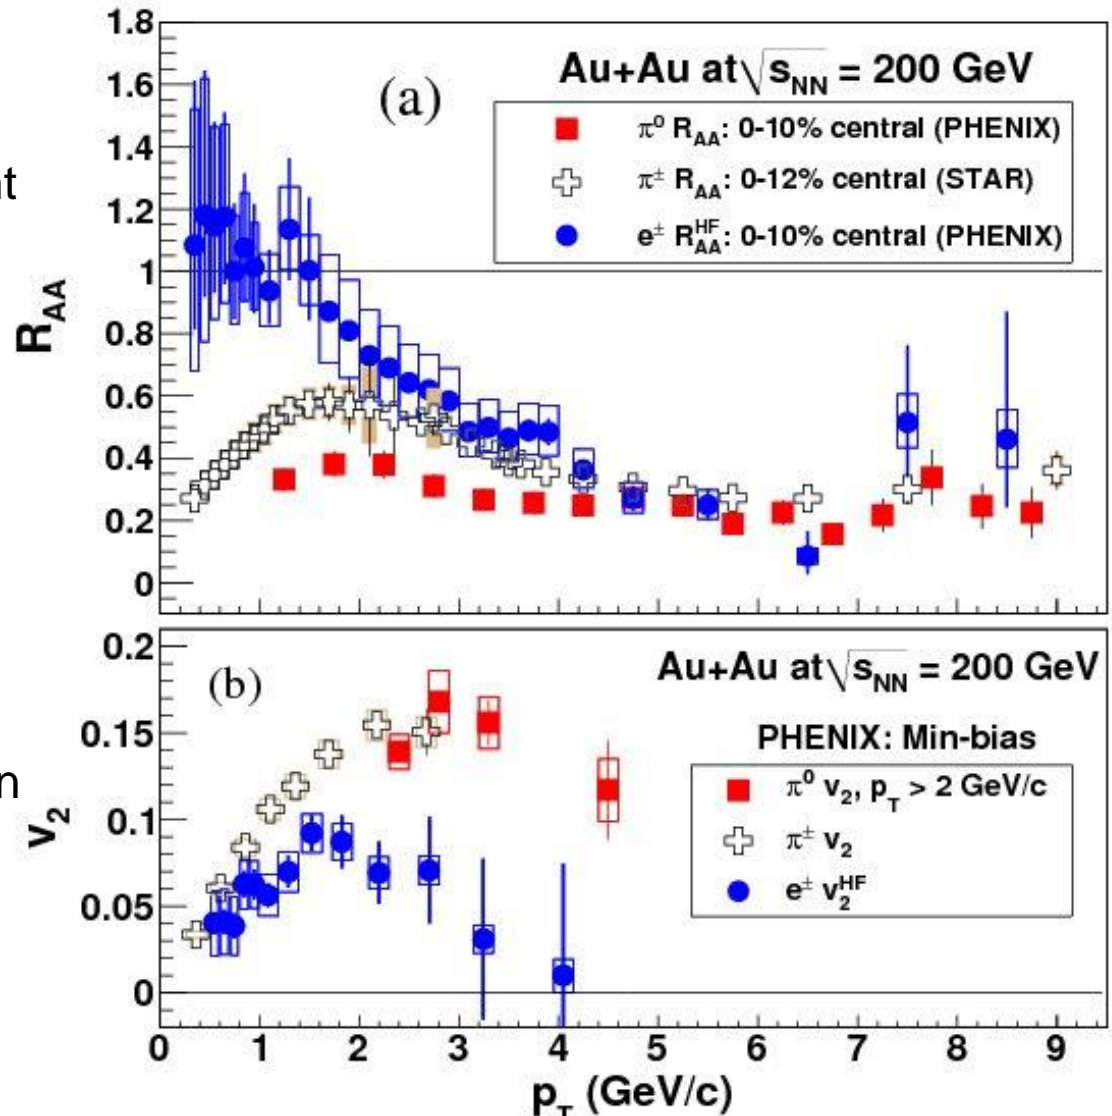 nt
n
1.8
1.6
1.4
1.2
1
0.8
0.6
0.4
0.2
0
R_AA
(a)
Au+Au at √s_NN = 200 GeV
π⁰ R_AA: 0-10% central (PHENIX)
π± R_AA: 0-12% central (STAR)
e± R_AA^HF: 0-10% central (PHENIX)
0.2
0.15
0.1
0.05
0
v₂
(b)
Au+Au at √s_NN = 200 GeV
PHENIX: Min-bias
π⁰ v₂, p_T > 2 GeV/c
π± v₂
e± v₂^HF
0 1 2 3 4 5 6 7 8 9
p_T (GeV/c)